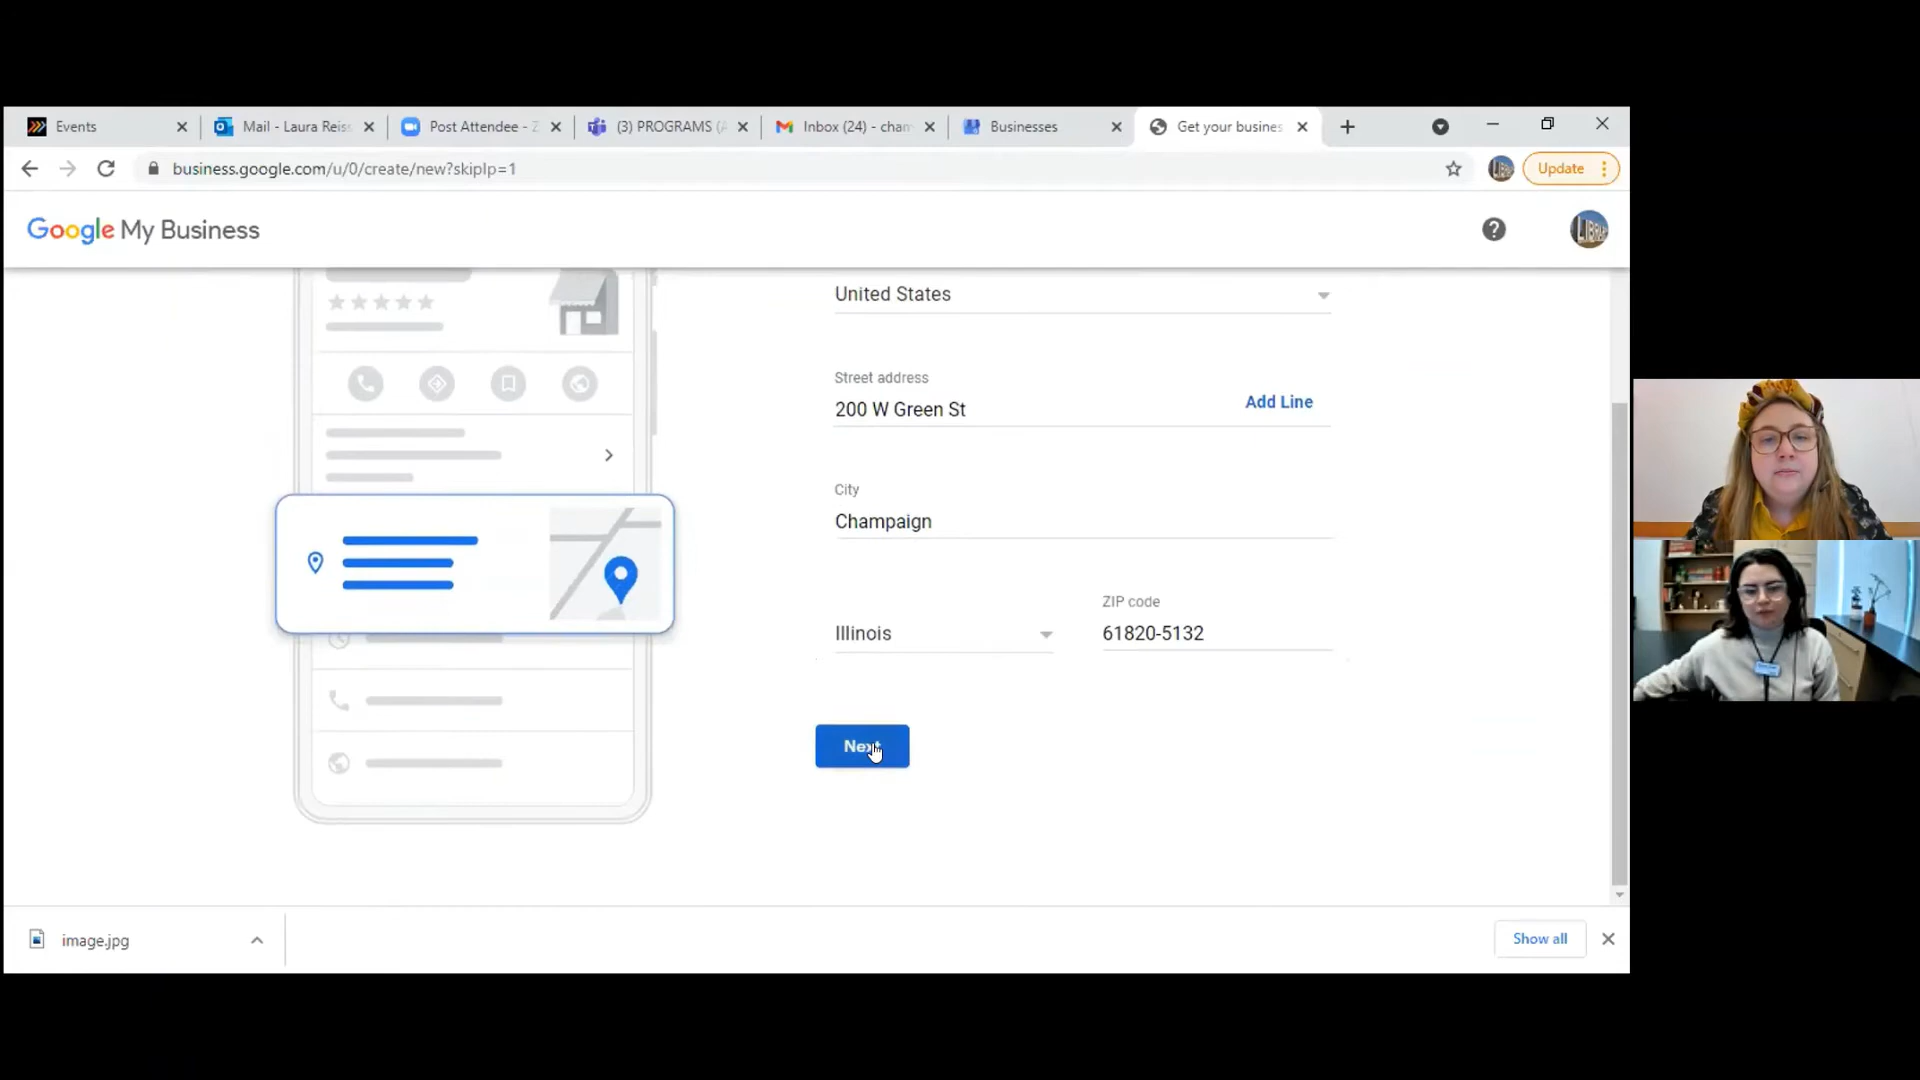 Events
Mail - Laura Reiss
Post Attendee - Z
(3) PROGRAMS (A
Inbox (24) - cham
Businesses
Get your busines
business.google.com/u/0/create/new?skiplp=1
Update
Google My Business
United States
Street address
200 W Green St
Add Line
City
Champaign
ZIP code
Illinois
61820-5132
Next
image.jpg
Show all
LIBRA